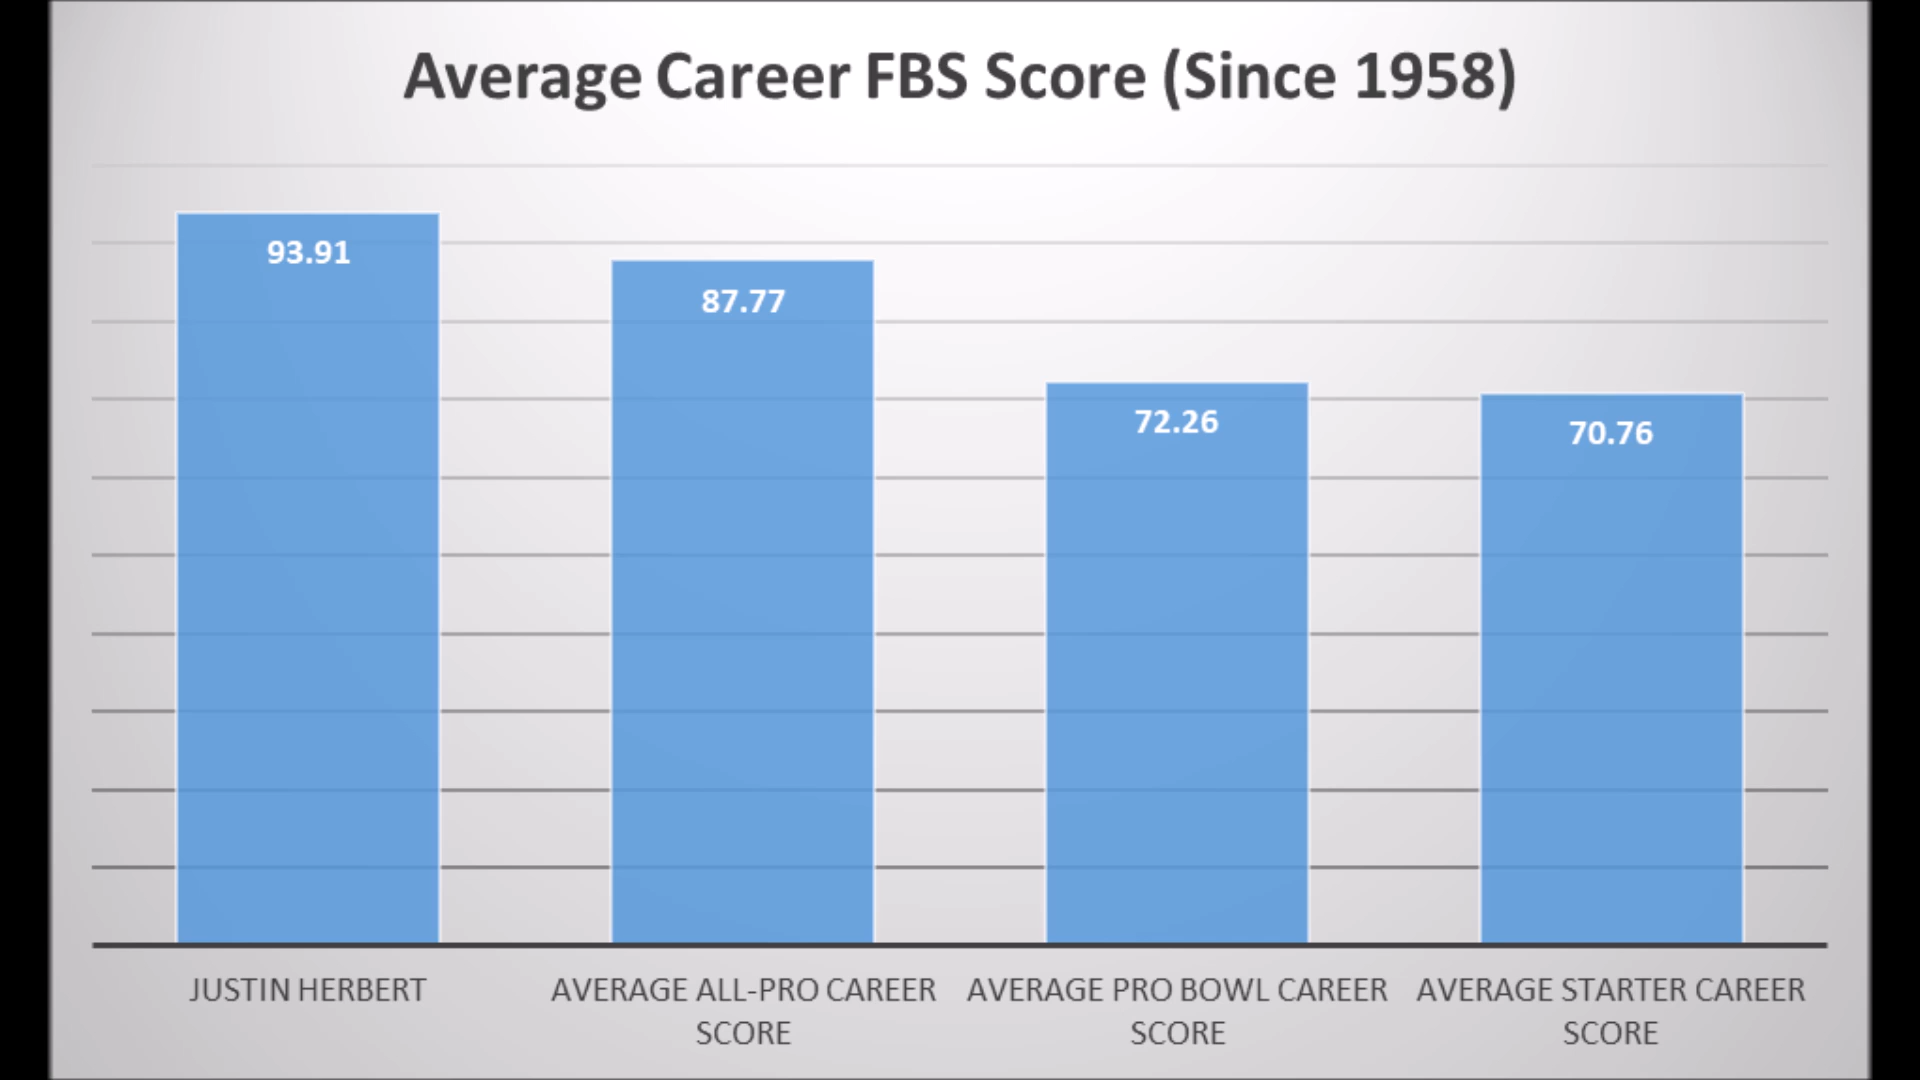 Average Career FBS Score (Since 1958)
93.91
87.77
72.26
70.76
JUSTIN HERBERT
AVERAGE ALL-PRO CAREER
SCORE
AVERAGE PRO BOWL CAREER
SCORE
AVERAGE STARTER CAREER
SCORE